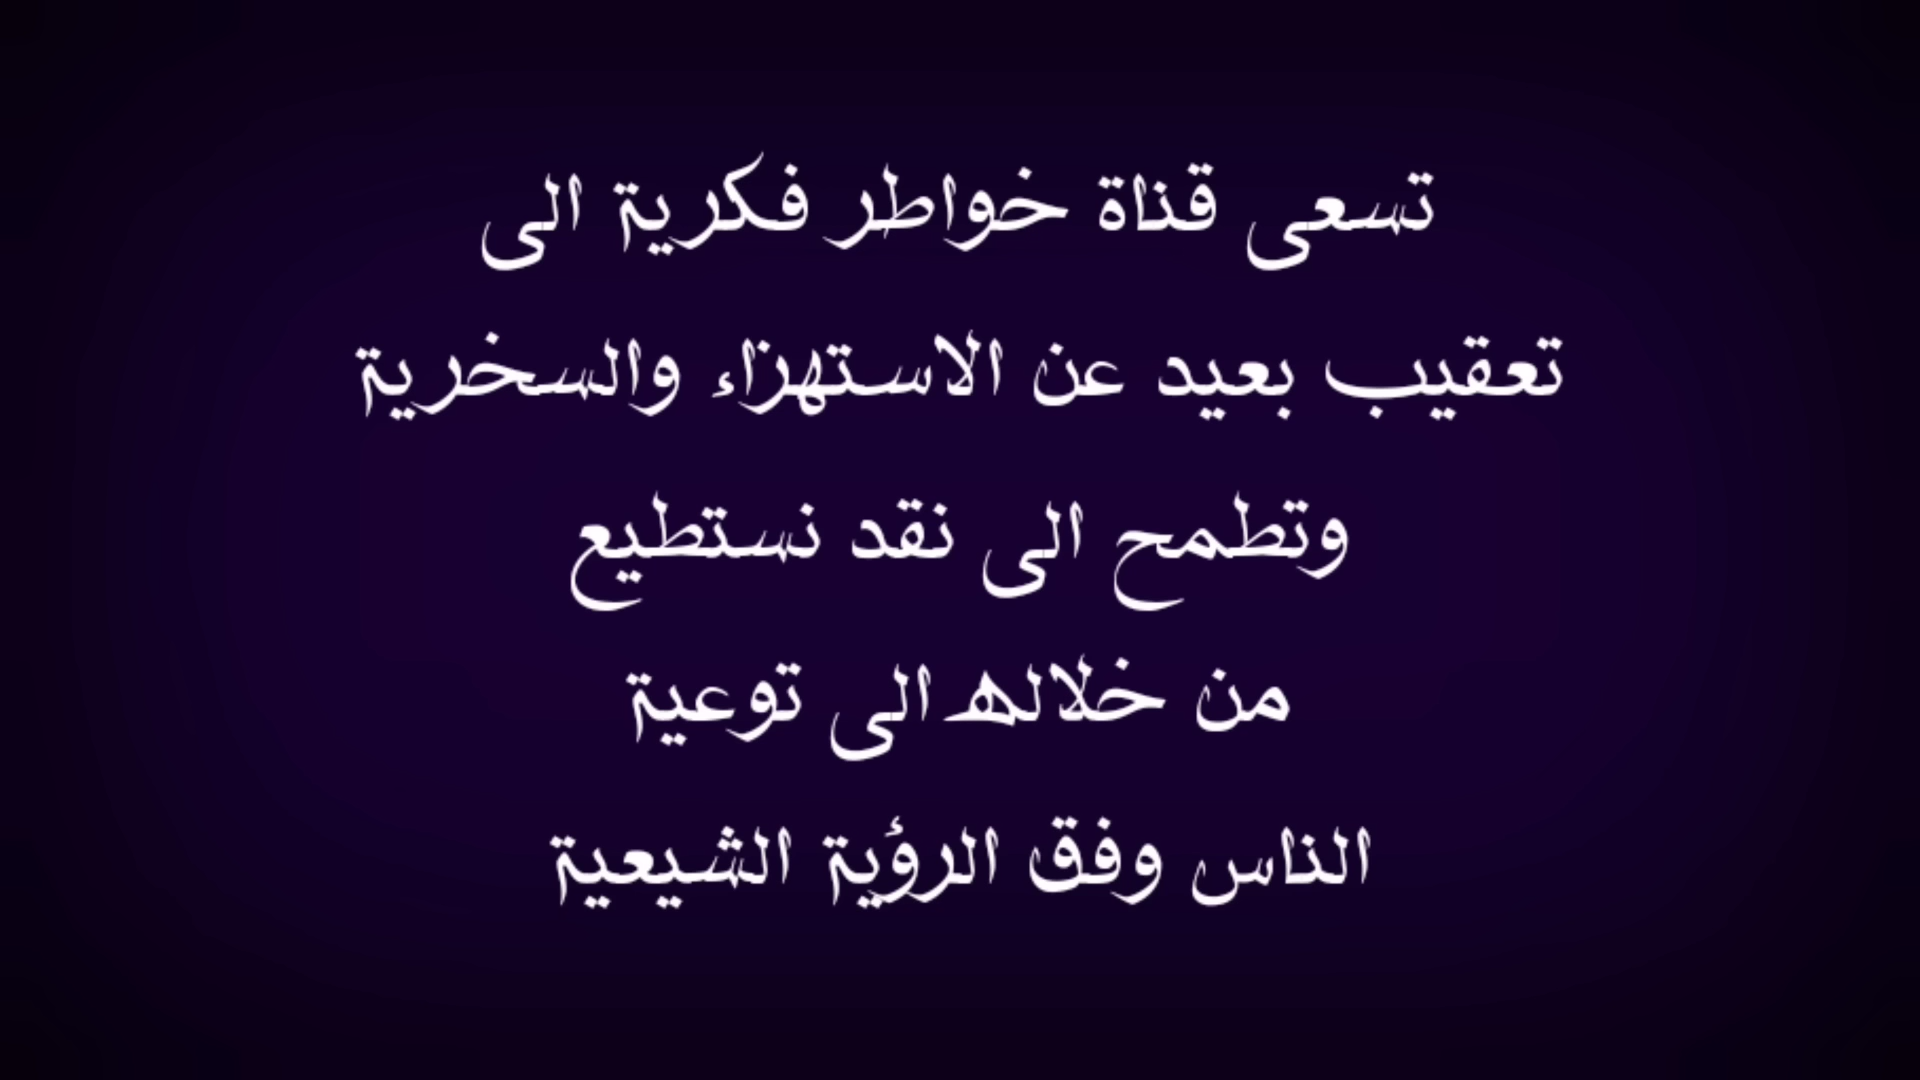 تسعى قناة خواطر فكرية الى
تعقيب بعيد عن الاستهزاء والسخرية
وتطمح الى نقد نستطيع
من خلاله الى توعية
الناس وفق الرؤية الشيعية